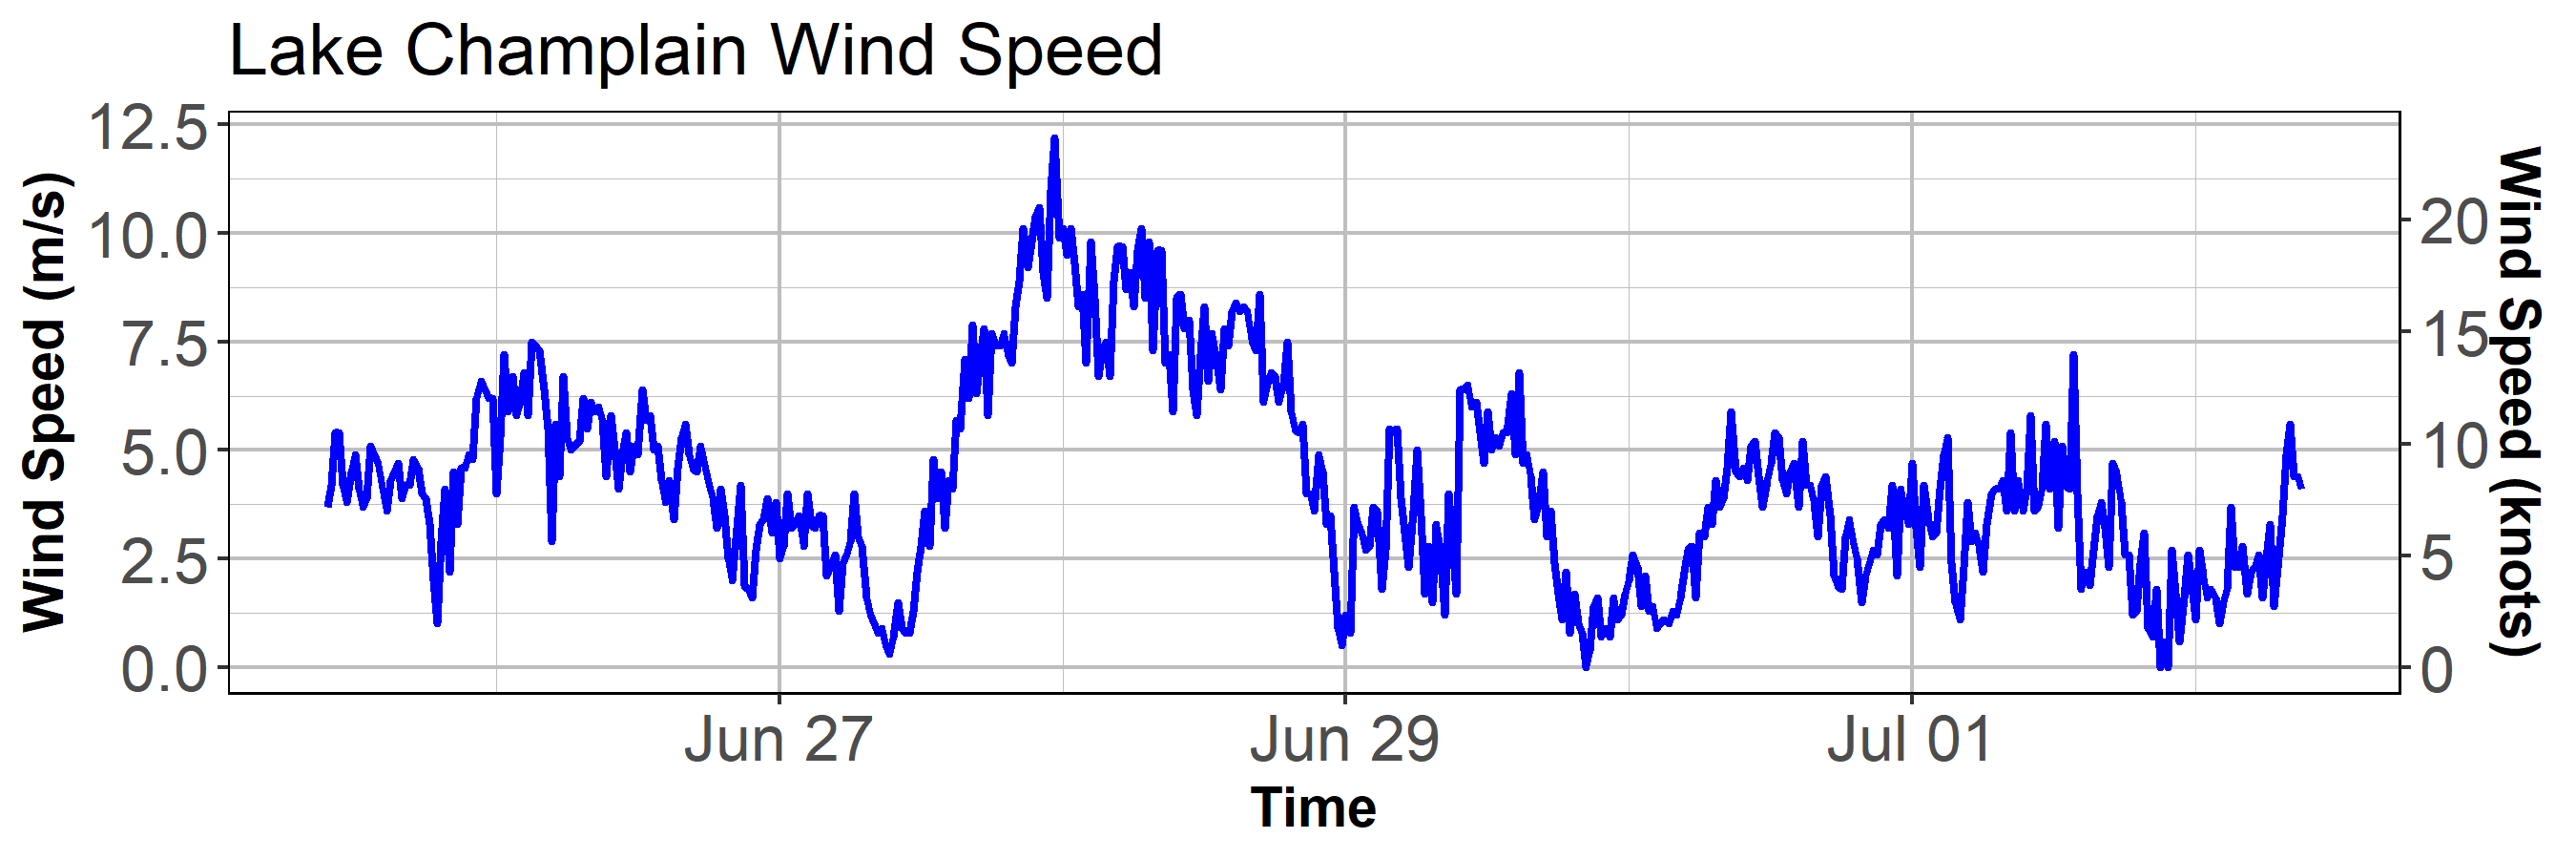 Lake Champlain Wind Speed
Wind Speed (m/s)
12.5
10.0
7.5
5.0
2.5
0.0
20
15
10
5
0
Wind Speed (knots)
Jun 27
Jun 29
Jul 01
Time